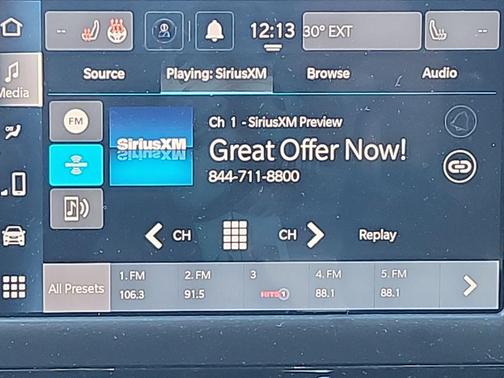 12:13
30° EXT
Media
Source
Playing: SiriusXM
Browse
Audio
FM
SiriusXM
Ch 1 - SiriusXM Preview
Great Offer Now!
844-711-8800
CH
CH
Replay
All Presets
1. FM
106.3
2. FM
91.5
3
HITS1
4. FM
88.1
5. FM
88.1